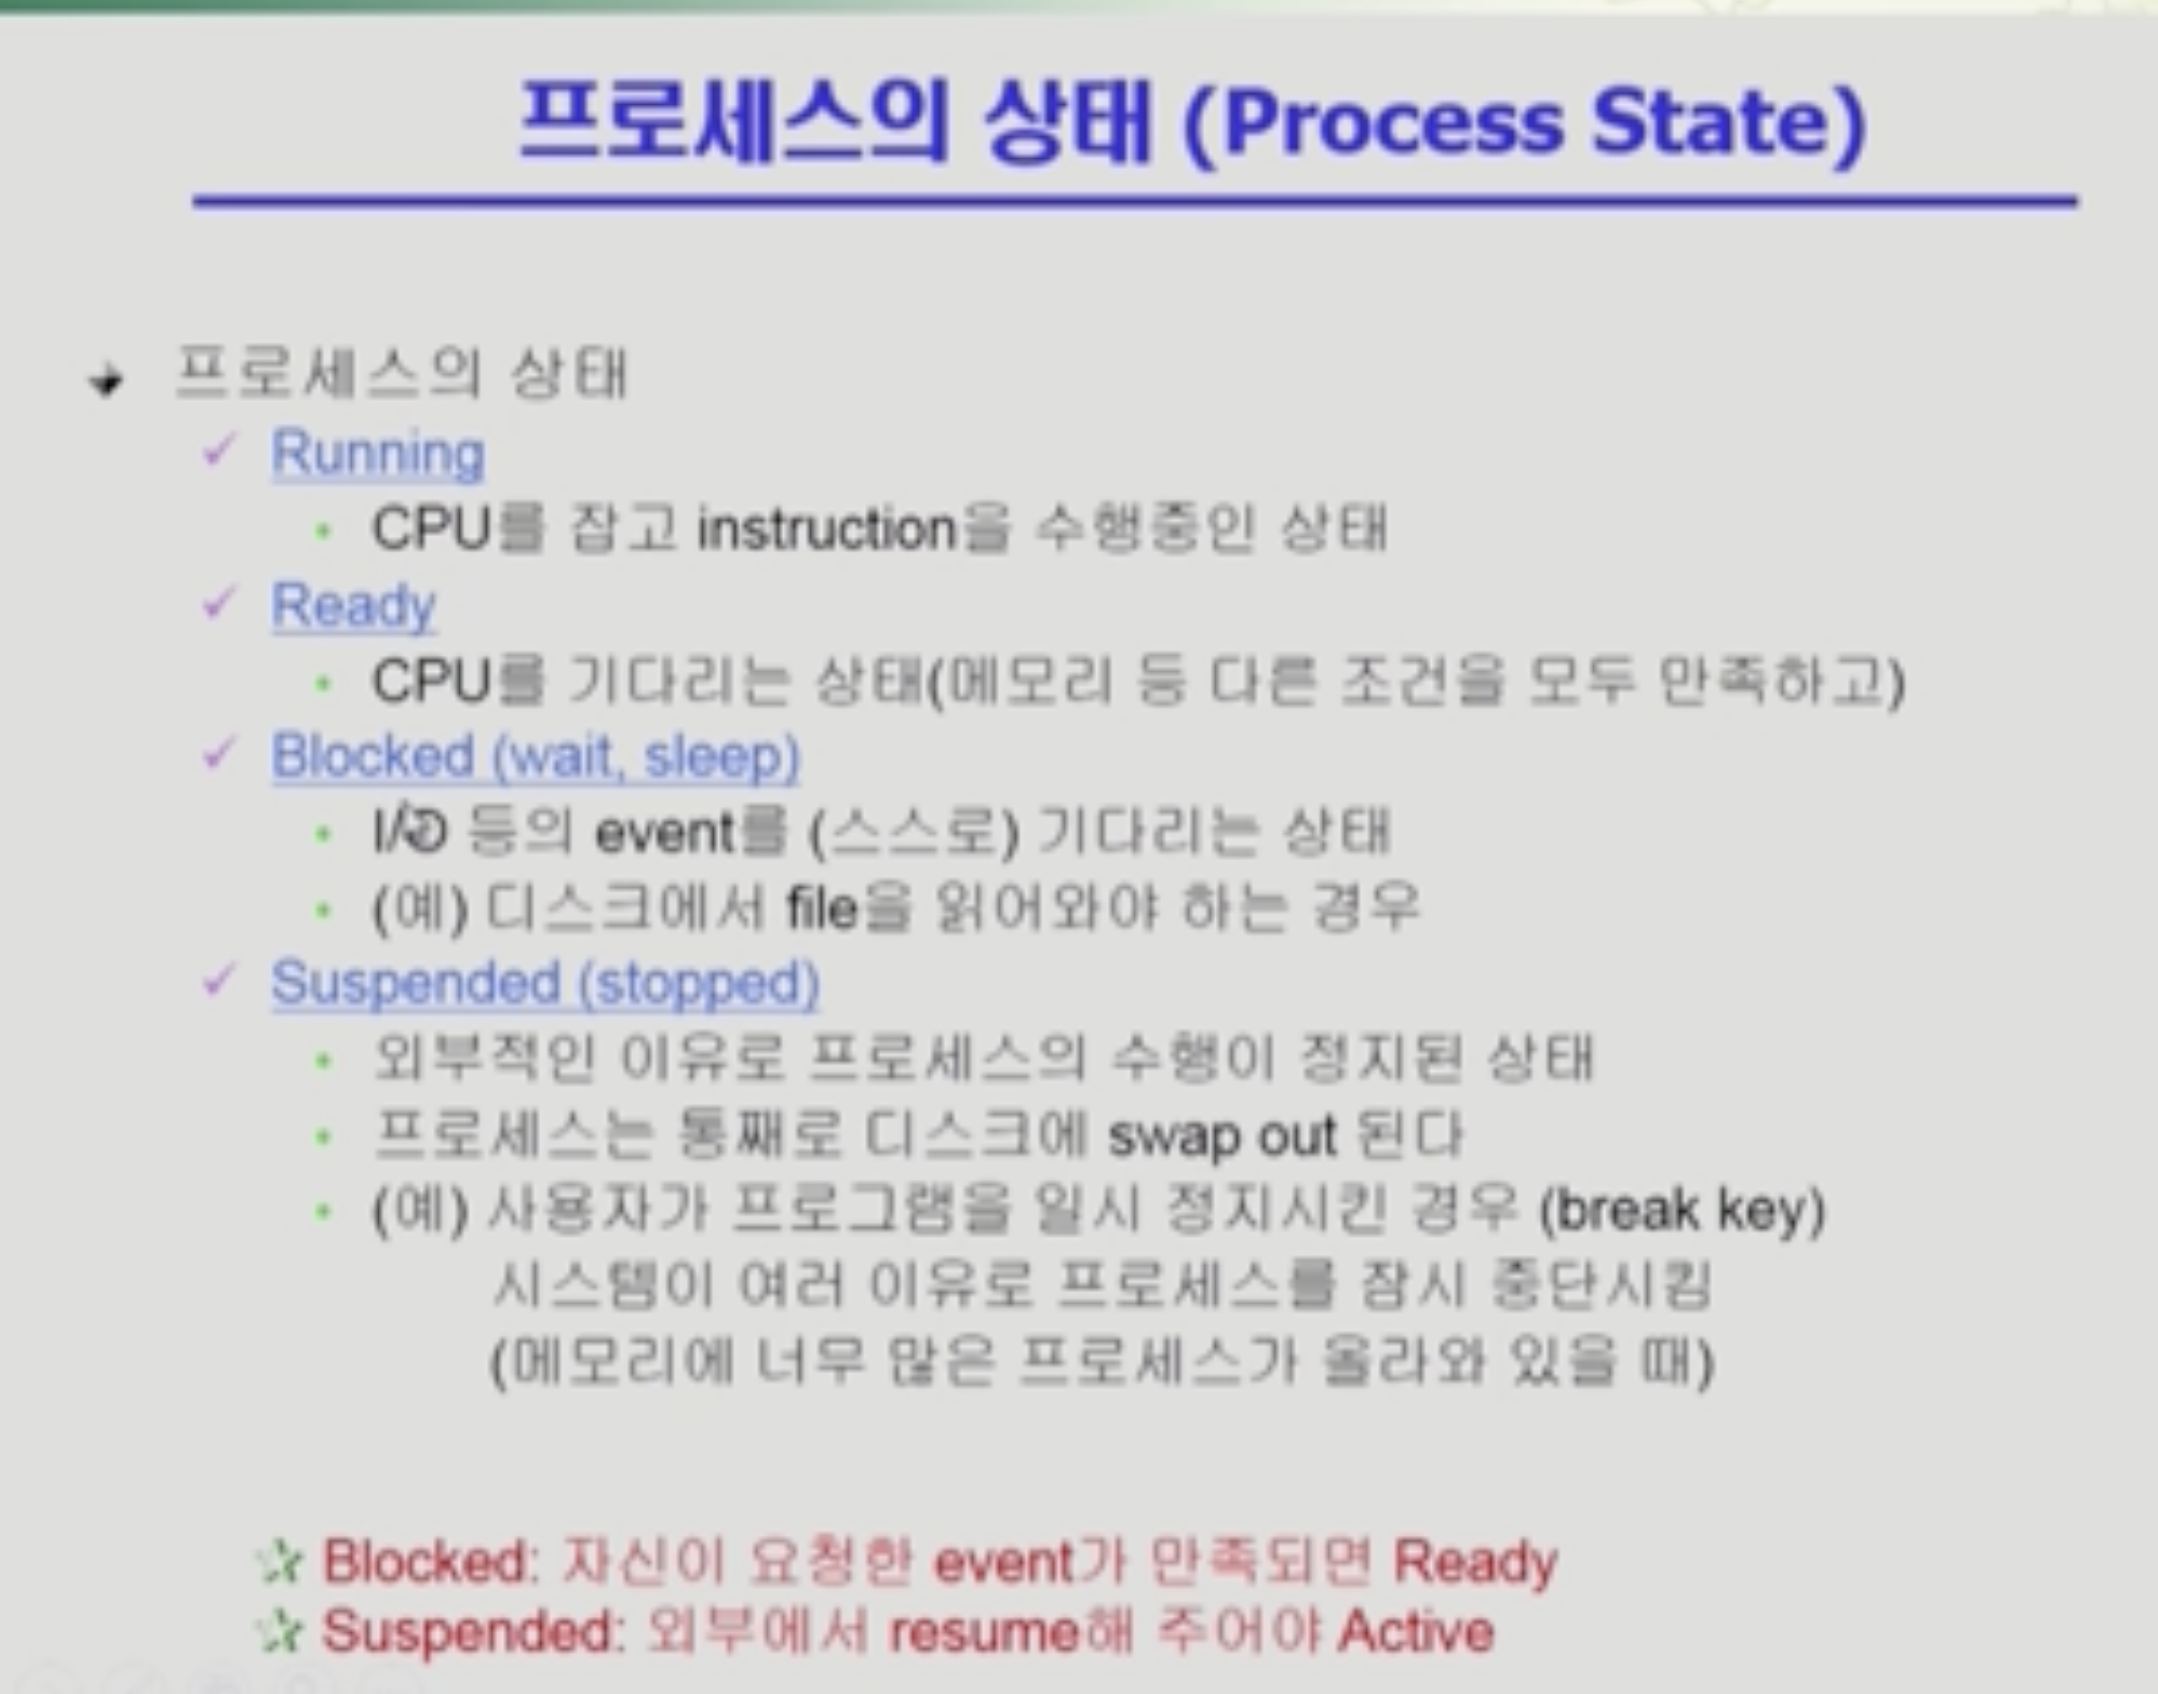 프로세스의 상태 (Process State)
프로세스의 상태
Running
CPU를 잡고 instruction을 수행중인 상태
Ready
CPU를 기다리는 상태(메모리 등 다른 조건을 모두 만족하고)
Blocked (wait, sleep)
I/O 등의 event를 (스스로) 기다리는 상태
(예) 디스크에서 file을 읽어와야 하는 경우
Suspended (stopped)
외부적인 이유로 프로세스의 수행이 정지된 상태
프로세스는 통째로 디스크에 swap out 된다
(예) 사용자가 프로그램을 일시 정지시킨 경우 (break key)
시스템이 여러 이유로 프로세스를 잠시 중단시킴
(메모리에 너무 많은 프로세스가 올라와 있을 때)
Blocked: 자신이 요청한 event가 만족되면 Ready
Suspended: 외부에서 resume해 주어야 Active